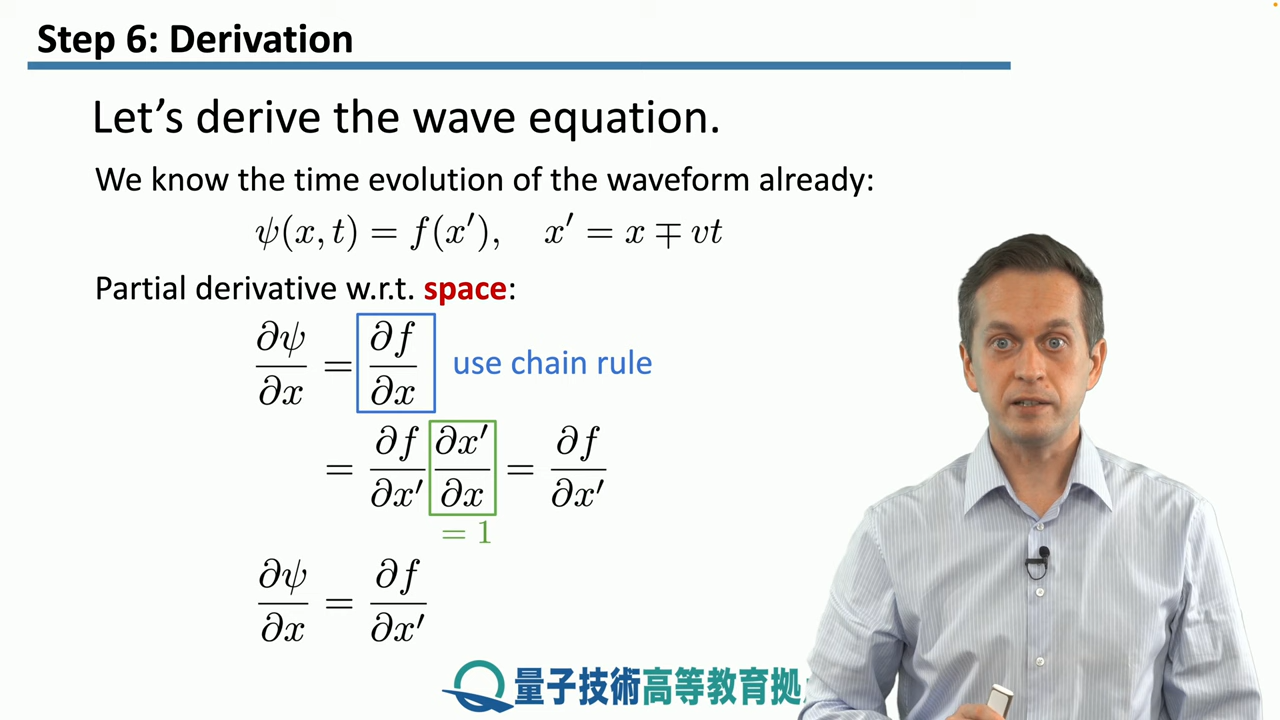 Step 6: Derivation
Let's derive the wave equation.
We know the time evolution of the waveform already:
ψ(x, t) = f(x′),   x′ = x ∓ vt
Partial derivative w.r.t. space:
∂ψ/∂x = ∂f/∂x   use chain rule
= ∂f/∂x′ ∂x′/∂x = ∂f/∂x′
= 1
∂ψ/∂x = ∂f/∂x′
量子技術高等教育拠